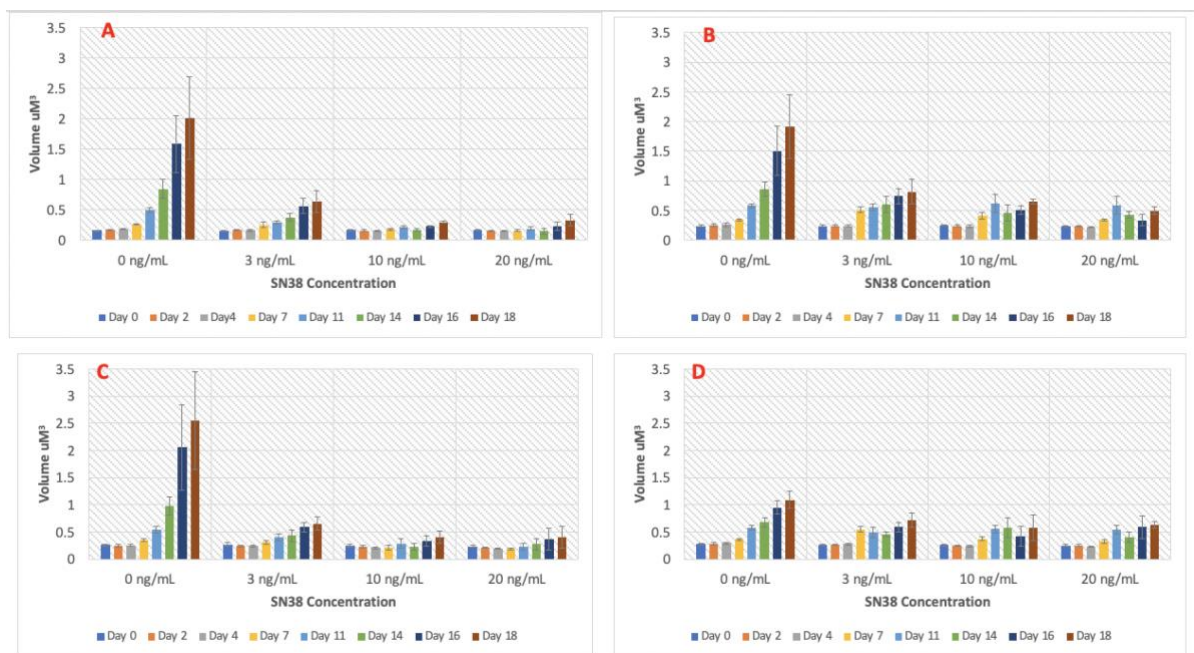 A
3.5
3
2.5
2
1.5
1
0.5
0
Volume uM³
0 ng/mL 3 ng/mL 10 ng/mL 20 ng/mL
SN38 Concentration
Day 0 Day 2 Day4 Day 7 Day 11 Day 14 Day 16 Day 18
B
3.5
3
2.5
2
1.5
1
0.5
0
Volume uM³
0 ng/mL 3 ng/mL 10 ng/mL 20 ng/mL
SN38 Concentration
Day 0 Day 2 Day 4 Day 7 Day 11 Day 14 Day 16 Day 18
C
3.5
3
2.5
2
1.5
1
0.5
0
Volume uM³
0 ng/mL 3 ng/mL 10 ng/mL 20 ng/mL
SN38 Concentration
Day 0 Day 2 Day 4 Day 7 Day 11 Day 14 Day 16 Day 18
D
3.5
3
2.5
2
1.5
1
0.5
0
Volume uM³
0 ng/mL 3 ng/mL 10 ng/mL 20 ng/mL
SN38 Concentration
Day 0 Day 2 Day 4 Day 7 Day 11 Day 14 Day 16 Day 18